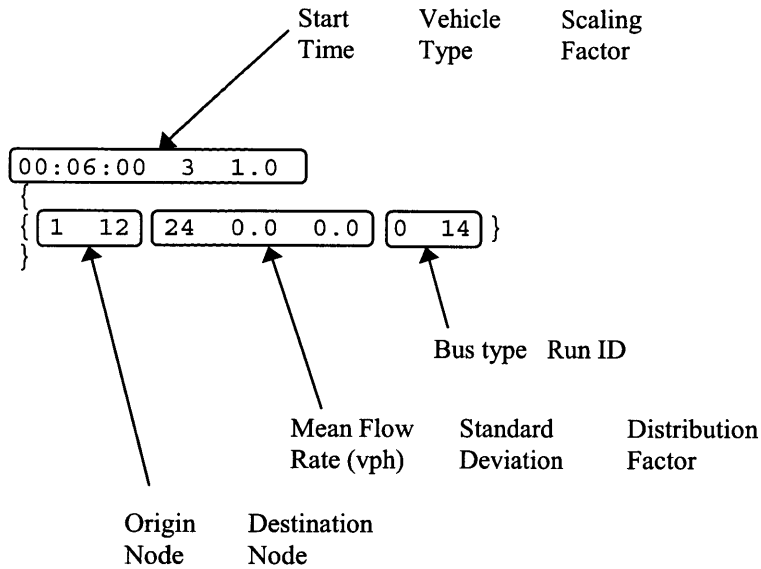 Start Vehicle Scaling
Time Type Factor
00:06:00 3 1.0
{
{ 1 12 24 0.0 0.0 0 14 }
}
Bus type Run ID
Mean Flow Standard Distribution
Rate (vph) Deviation Factor
Origin Destination
Node Node